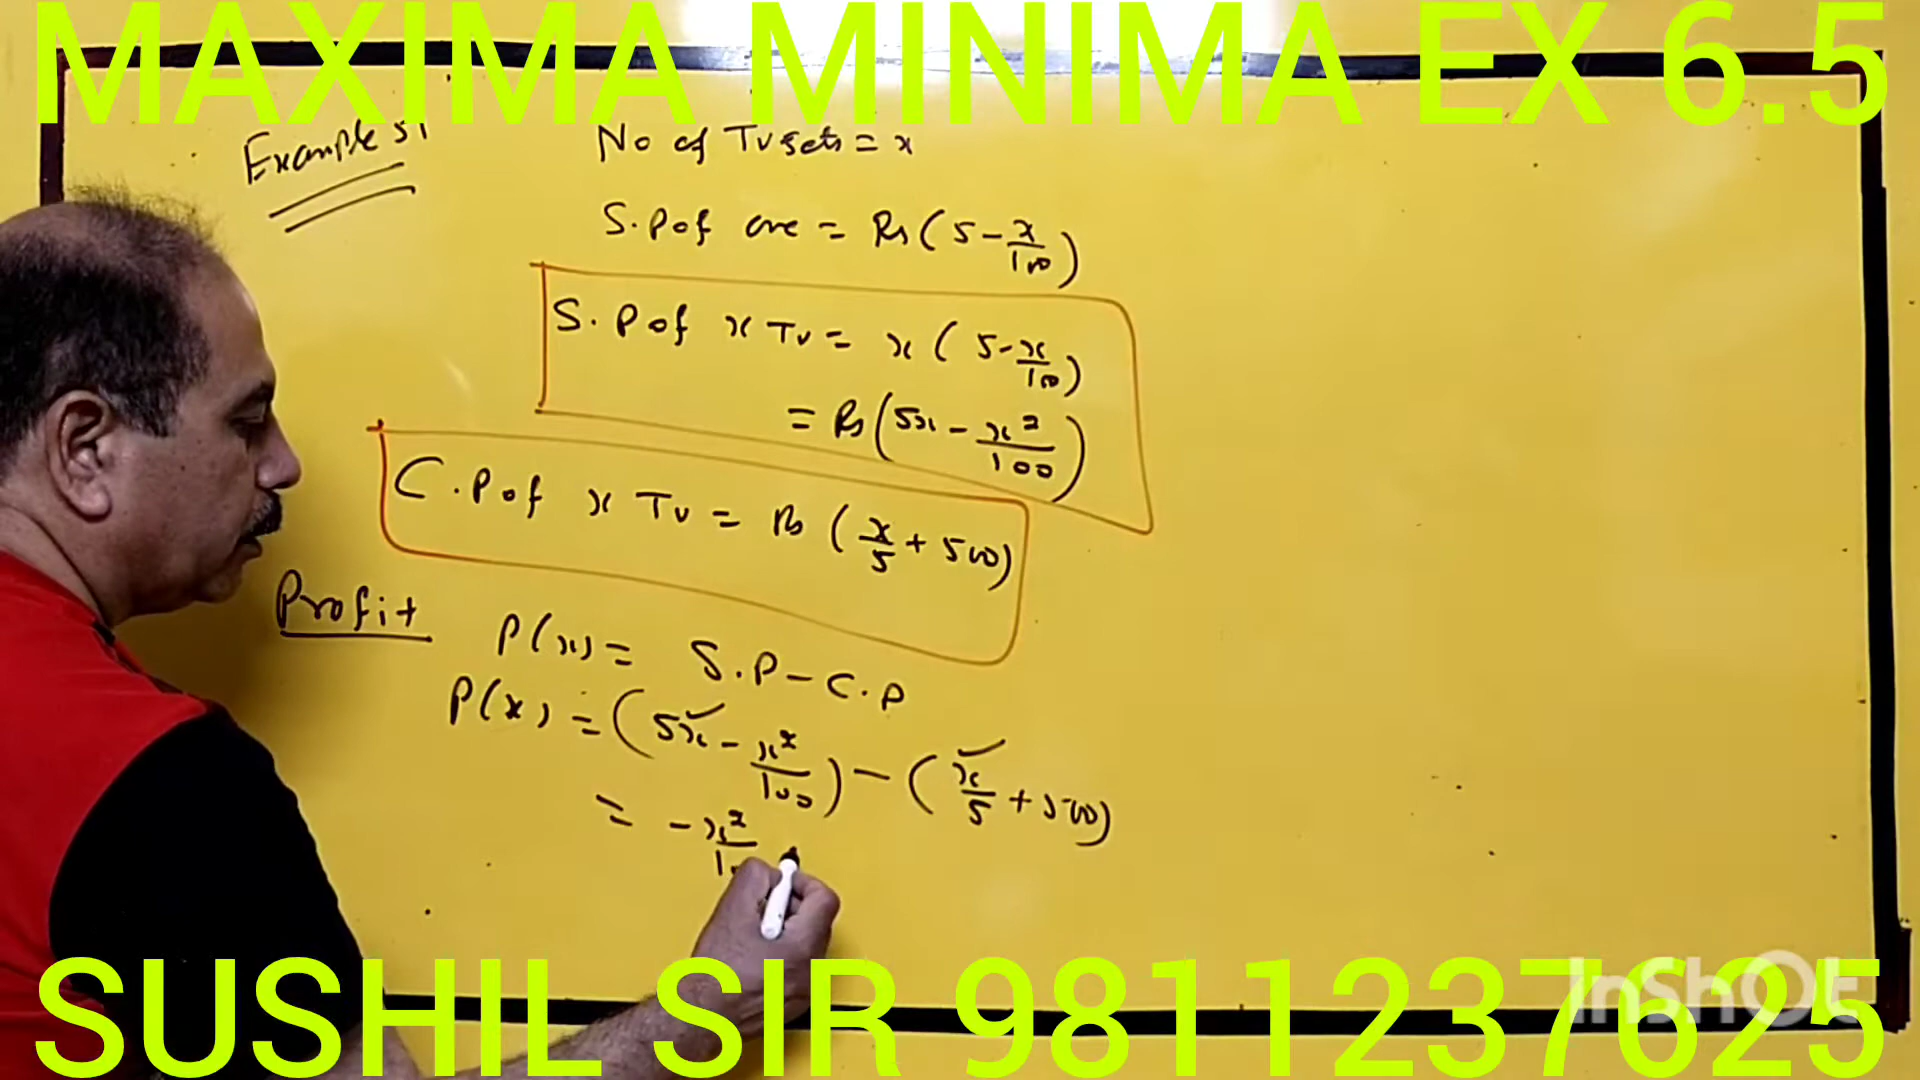 MAXIMA MINIMA EX 6.5
Example 51
No of Tv sets = x
S.P of one = Rs ( 5 - x/100 )
S.P of x Tv = x ( 5 - x/100 )
= Rs ( 5x - x²/100 )
C.P of x Tv = Rs ( x/5 + 500 )
Profit
P(x) = S.P - C.P
P(x) = ( 5x - x²/100 ) - ( x/5 + 500 )
= - x²/10
SUSHIL SIR 9811237625
InShOt